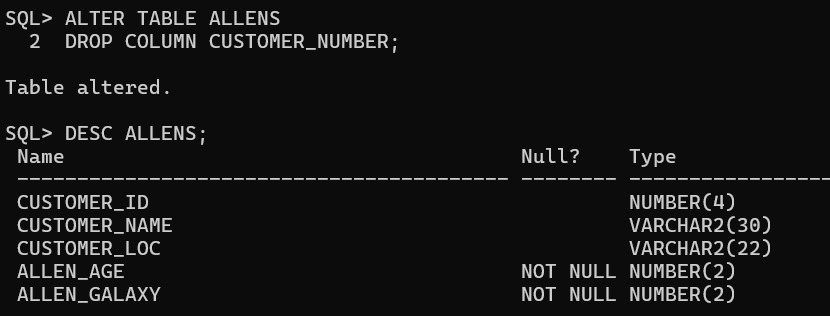 SQL> ALTER TABLE ALLENS
  2  DROP COLUMN CUSTOMER_NUMBER;
Table altered.
SQL> DESC ALLENS;
 Name                                      Null?    Type
 ----------------------------------------- -------- -----------------
 CUSTOMER_ID                                        NUMBER(4)
 CUSTOMER_NAME                                      VARCHAR2(30)
 CUSTOMER_LOC                                       VARCHAR2(22)
 ALLEN_AGE                                 NOT NULL NUMBER(2)
 ALLEN_GALAXY                              NOT NULL NUMBER(2)